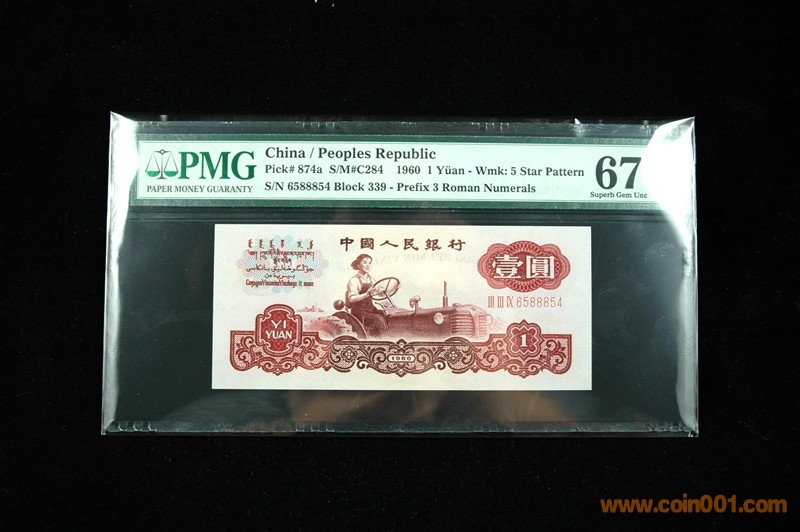 PMG
PAPER MONEY GUARANTY
China / Peoples Republic
Pick# 874a S/M#C284 1960 1 Yüan - Wmk: 5 Star Pattern
S/N 6588854 Block 339 - Prefix 3 Roman Numerals
67
Superb Gem Unc
中國人民銀行
壹圓
III III IX 6588854
YI
YUAN
1960
1
www.coin001.com